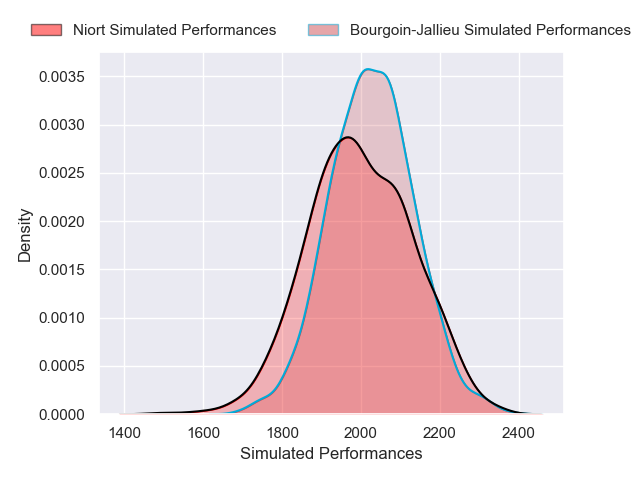 Niort Simulated Performances Bourgoin-Jallieu Simulated Performances
0.0035
0.0030
0.0025
0.0020
0.0015
0.0010
0.0005
0.0000
Density
1400 1600 1800 2000 2200 2400
Simulated Performances